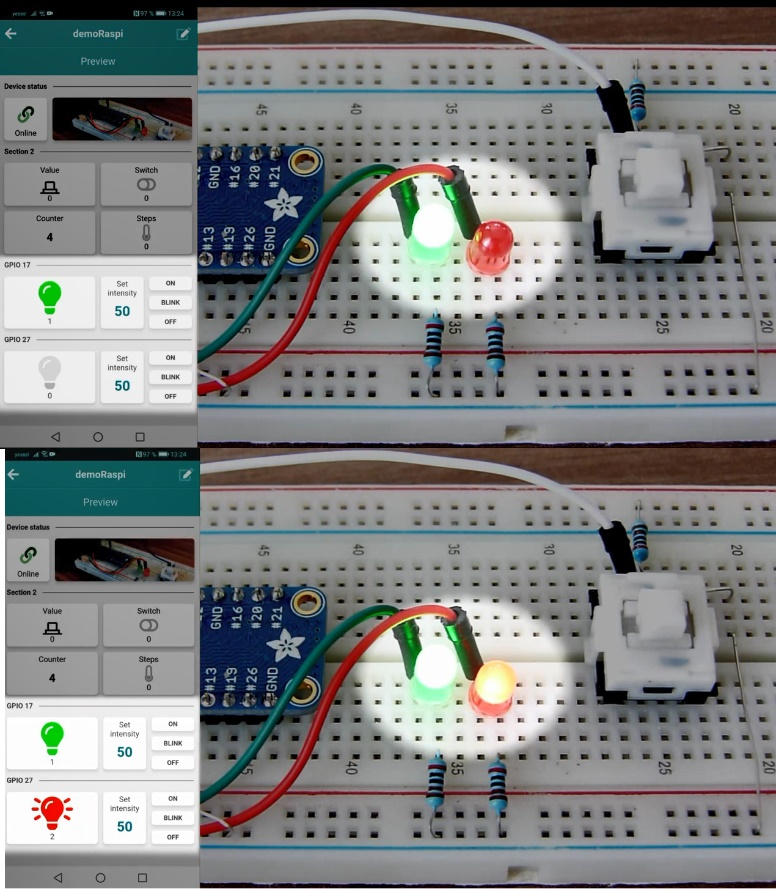 yesss! 97 % 13:24
demoRaspi
Preview
Device status
Online
Section 2
Value
0
Switch
0
Counter
4
Steps
0
GPIO 17
1
Set
intensity
50
ON
BLINK
OFF
GPIO 27
0
Set
intensity
50
ON
BLINK
OFF
45
40
35
30
20
GND
#16
#20
#21
#13
#19
#26
GND
40
35
25
20
97 % 13:24
demoRaspi
Preview
Device status
Online
Section 2
Value
0
Switch
0
Counter
4
Steps
0
GPIO 17
1
Set
intensity
50
ON
BLINK
OFF
GPIO 27
2
Set
intensity
50
ON
BLINK
OFF
45
40
35
30
20
GND
#16
#20
#21
#13
#19
#26
GND
40
35
25
20